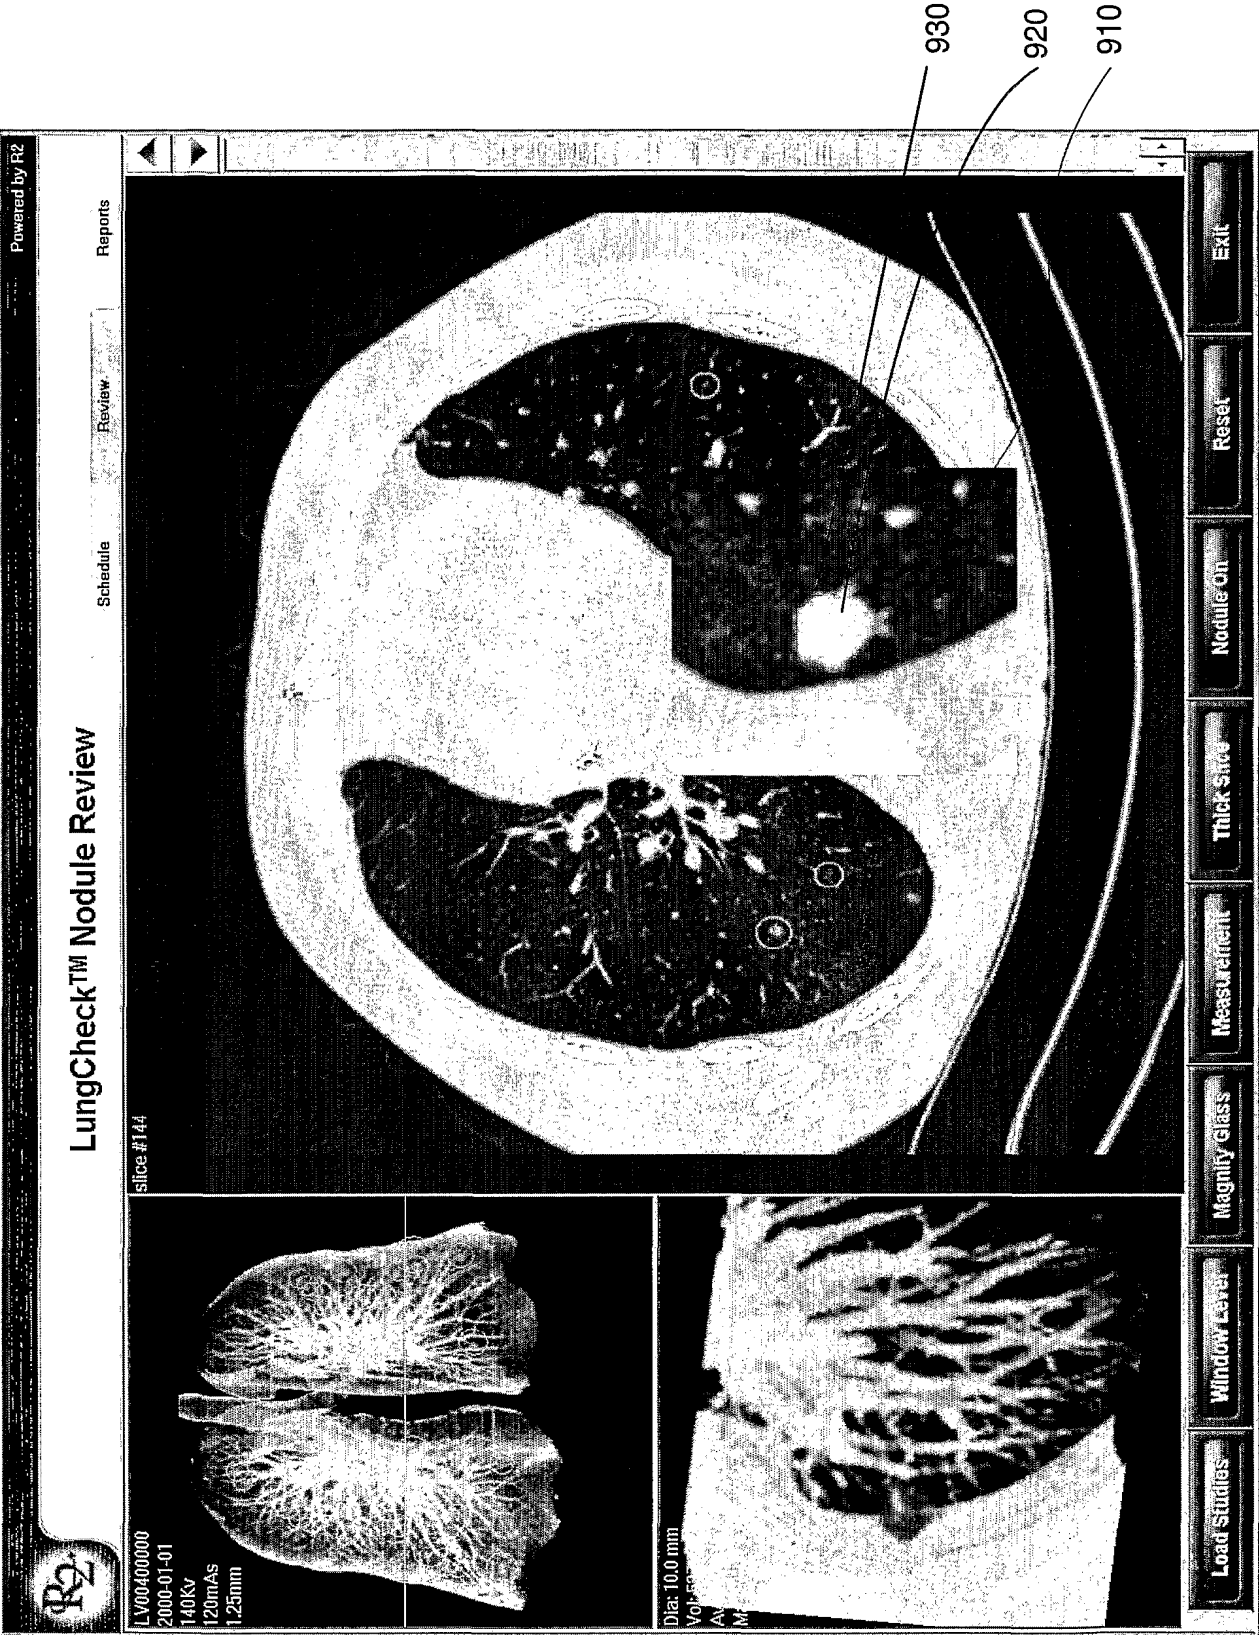 Powered by R2
R2
LungCheck™ Nodule Review
Schedule
Review
Reports
LV00400000
2000-01-01
140Kv
120mAs
1.25mm
slice #144
Dia: 10.0 mm
Load Studies
Window Level
Magnify Glass
Measurement
Thick Slice
Nodule On
Reset
Exit
930
920
910